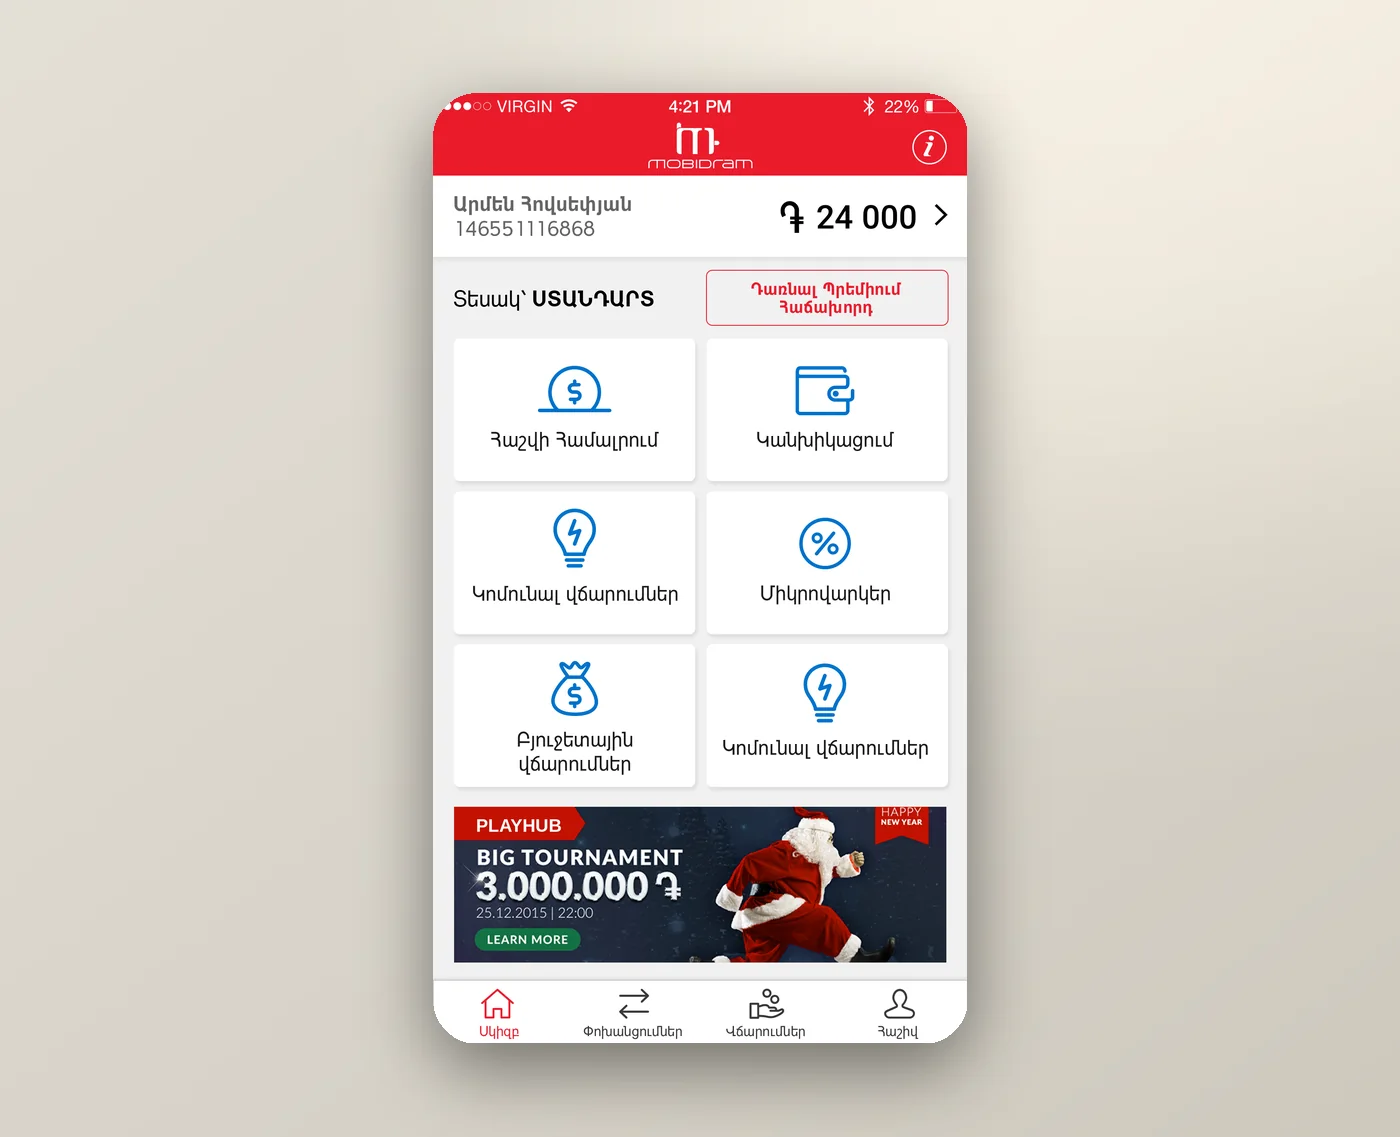 VIRGIN 4:21 PM 22%
MOBIDram
Արմեն Հովսեփյան
146551116868
֏ 24 000
Տեսակ՝ ՍՏԱՆԴԱՐՏ
Դառնալ Պրեմիում
Հաճախորդ
Հաշվի Համալրում
Կանխիկացում
Կոմունալ վճարումներ
Միկրովարկեր
Բյուջետային
վճարումներ
Կոմունալ վճարումներ
PLAYHUB
BIG TOURNAMENT
3.000.000 ֏
25.12.2015 | 22:00
LEARN MORE
HAPPY
NEW YEAR
Սկիզբ
Փոխանցումներ
Վճարումներ
Հաշիվ